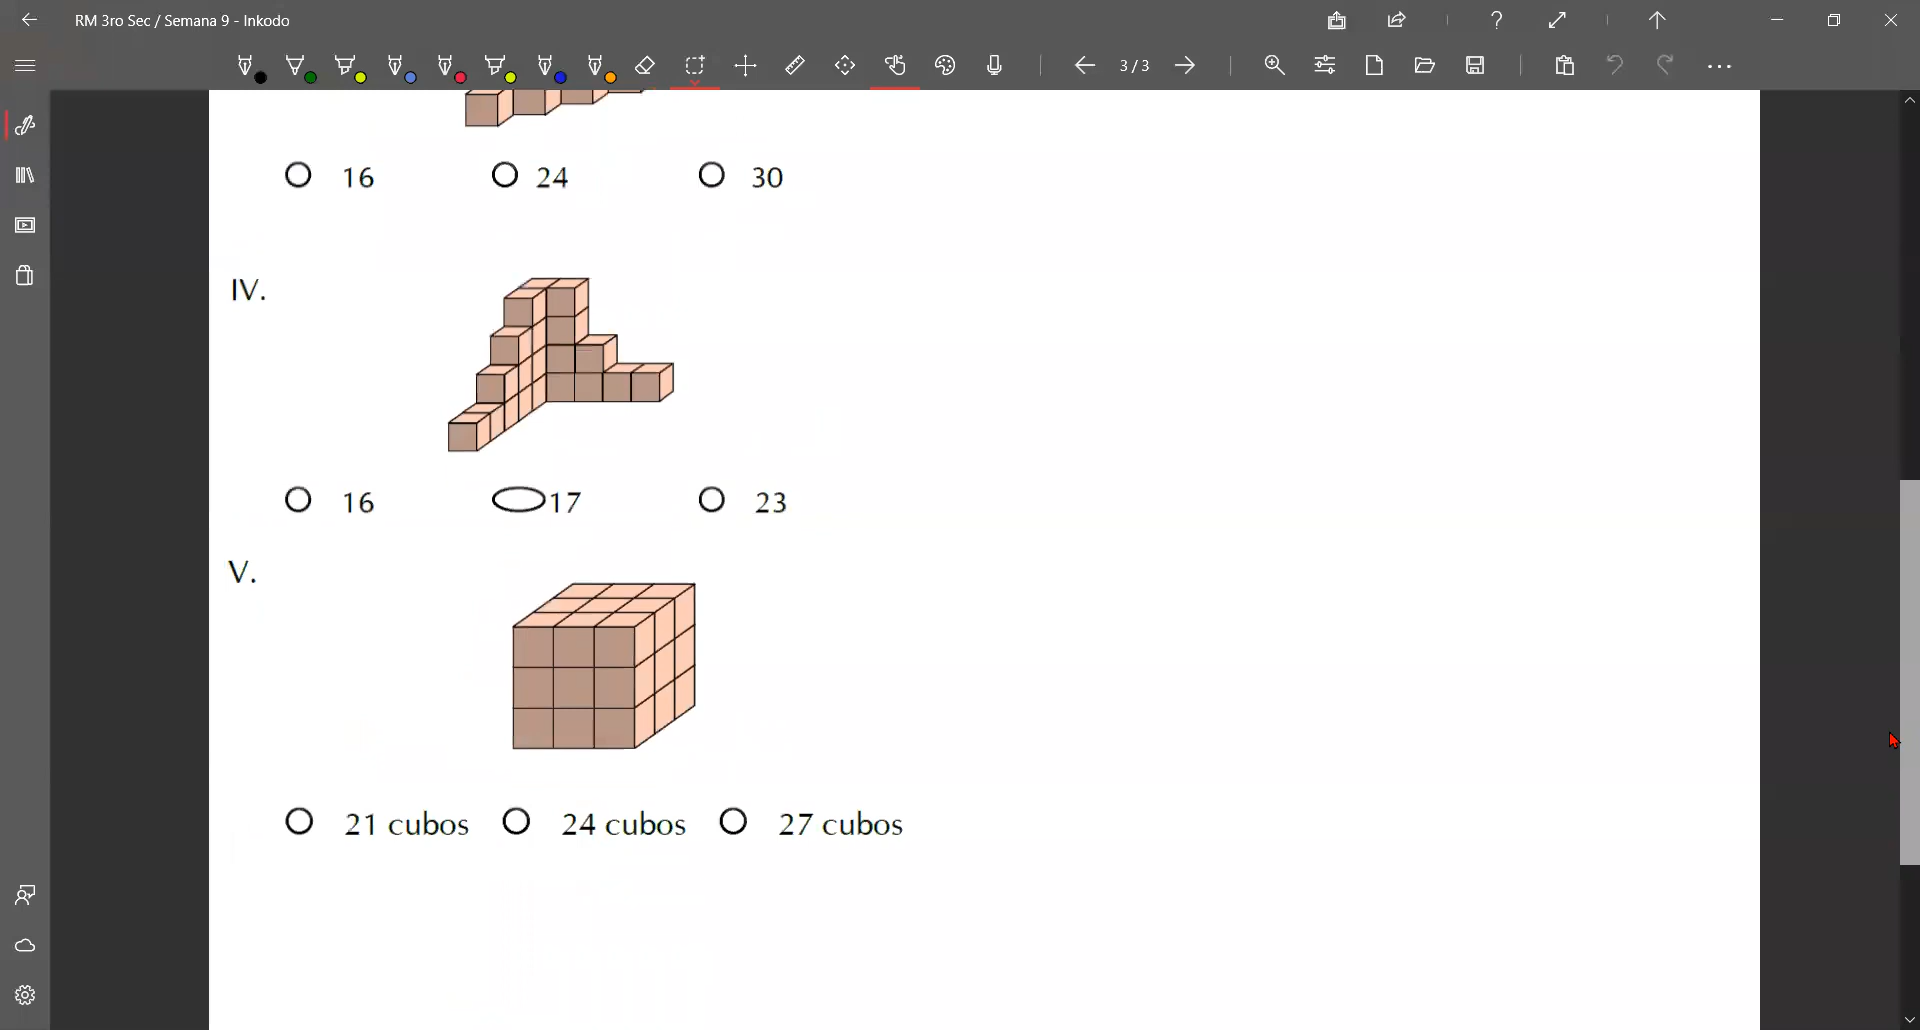 RM 3ro Sec / Semana 9 - Inkodo
3 / 3
16 24 30
IV.
16 17 23
V.
21 cubos 24 cubos 27 cubos